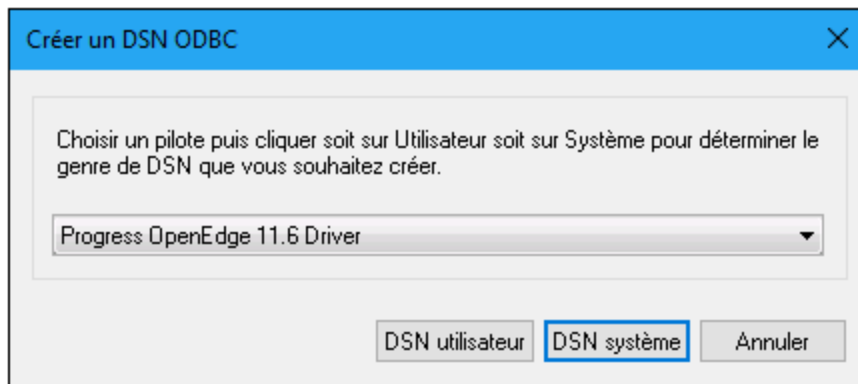 Créer un DSN ODBC
Choisir un pilote puis cliquer soit sur Utilisateur soit sur Système pour déterminer le
genre de DSN que vous souhaitez créer.
Progress OpenEdge 11.6 Driver
DSN utilisateur DSN système Annuler